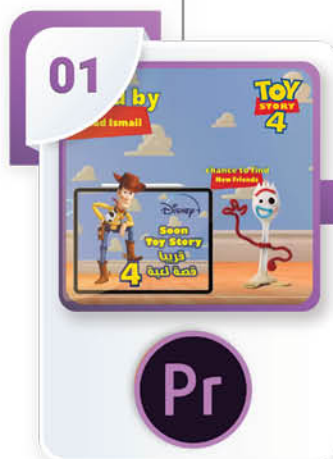 01
d by
ed Ismail
TOY
STORY
4
Chance to Find
New Friends
Disney+
Soon
Toy Story
قريبا
قصة لعبة
4
Pr